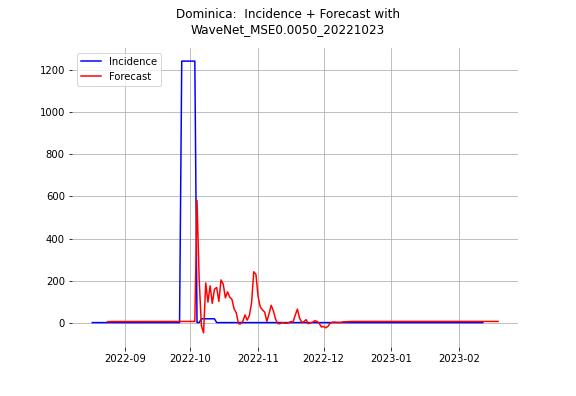 Dominica:  Incidence + Forecast with
WaveNet_MSE0.0050_20221023
Incidence
Forecast
1200
1000
800
600
400
200
0
2022-09 2022-10 2022-11 2022-12 2023-01 2023-02